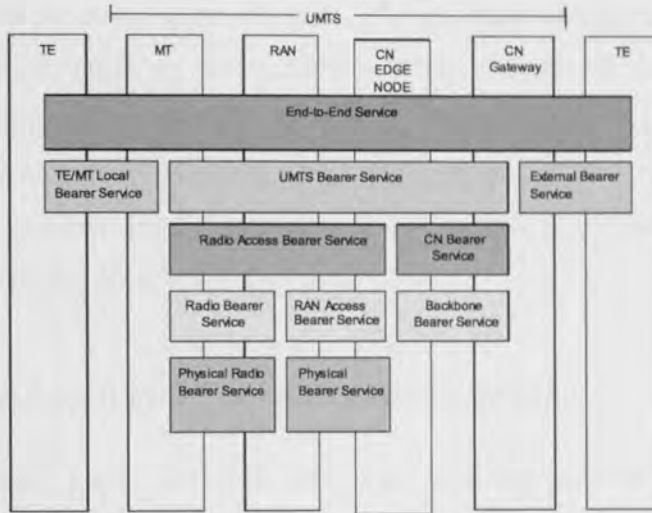 UMTS
TE
MT
RAN
CN
EDGE
NODE
CN
Gateway
TE
End-to-End Service
TE/MT Local
Bearer Service
UMTS Bearer Service
External Bearer
Service
Radio Access Bearer Service
CN Bearer
Service
Radio Bearer
Service
RAN Access
Bearer Service
Backbone
Bearer Service
Physical Radio
Bearer Service
Physical
Bearer Service